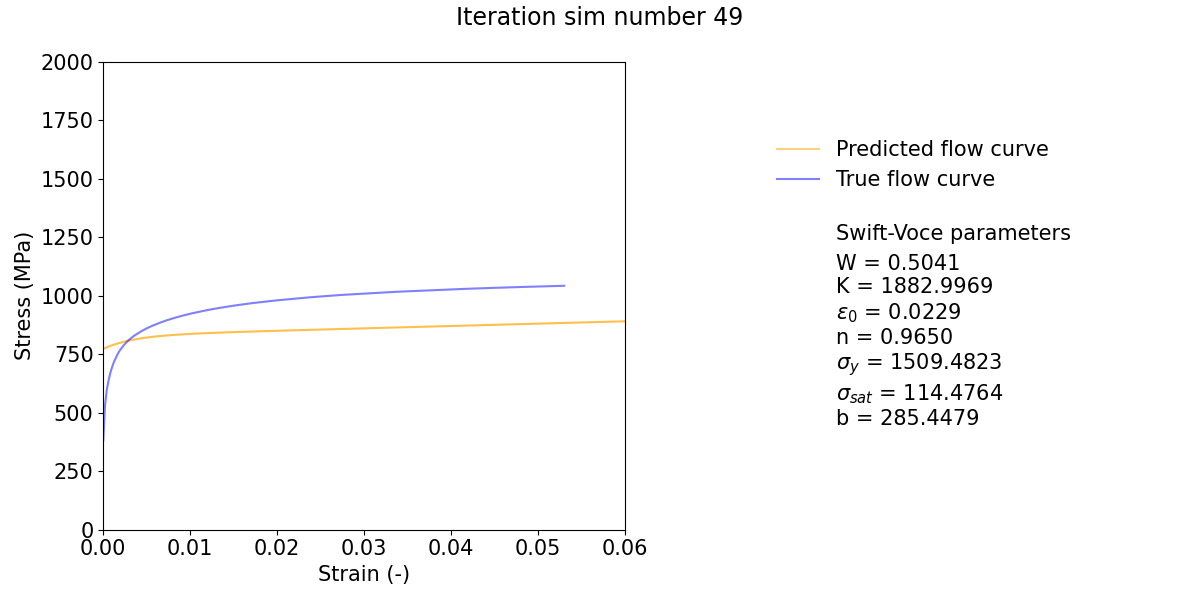 Iteration sim number 49
2000
1750
1500
1250
1000
750
500
250
0
0.00 0.01 0.02 0.03 0.04 0.05 0.06
Strain (-)
Stress (MPa)
Predicted flow curve
True flow curve
Swift-Voce parameters
W = 0.5041
K = 1882.9969
ε0 = 0.0229
n = 0.9650
σy = 1509.4823
σsat = 114.4764
b = 285.4479